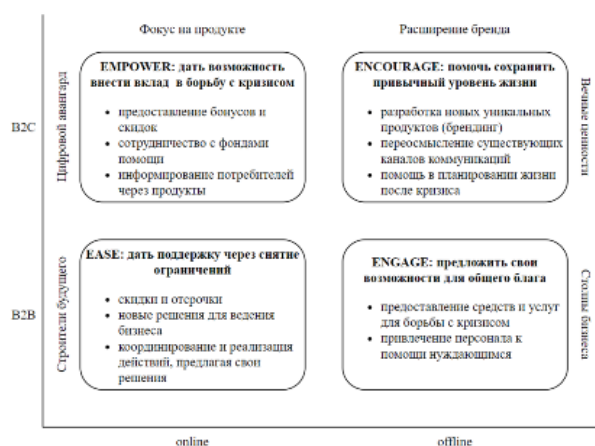 Фокус на продукте
Расширение бренда
B2C
Цифровой авангард
EMPOWER: дать возможность
внести вклад в борьбу с кризисом
• предоставление бонусов и
скидок
• сотрудничество с фондами
помощи
• информирование потребителей
через продукты
ENCOURAGE: помочь сохранить
привычный уровень жизни
• разработка новых уникальных
продуктов (брендинг)
• переосмысление существующих
каналов коммуникаций
• помощь в планировании жизни
после кризиса
Вечные ценности
B2B
Строители будущего
EASE: дать поддержку через снятие
ограничений
• скидки и отсрочки
• новые решения для ведения
бизнеса
• координирование и реализация
действий, предлагая свои
решения
ENGAGE: предложить свои
возможности для общего блага
• предоставление средств и услуг
для борьбы с кризисом
• привлечение персонала к
помощи нуждающимся
Столпы бизнеса
online
offline